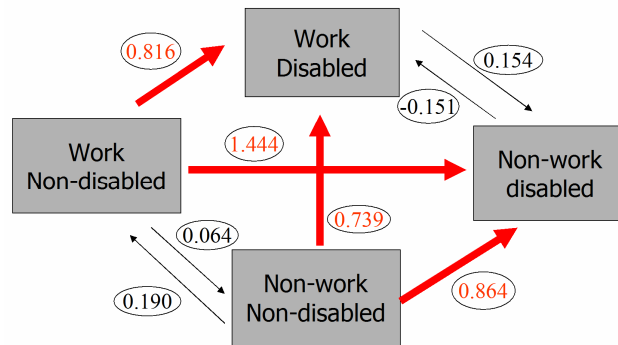 0.816
Work
Disabled
0.154
-0.151
Work
Non-disabled
1.444
Non-work
disabled
0.064
0.739
0.190
Non-work
Non-disabled
0.864